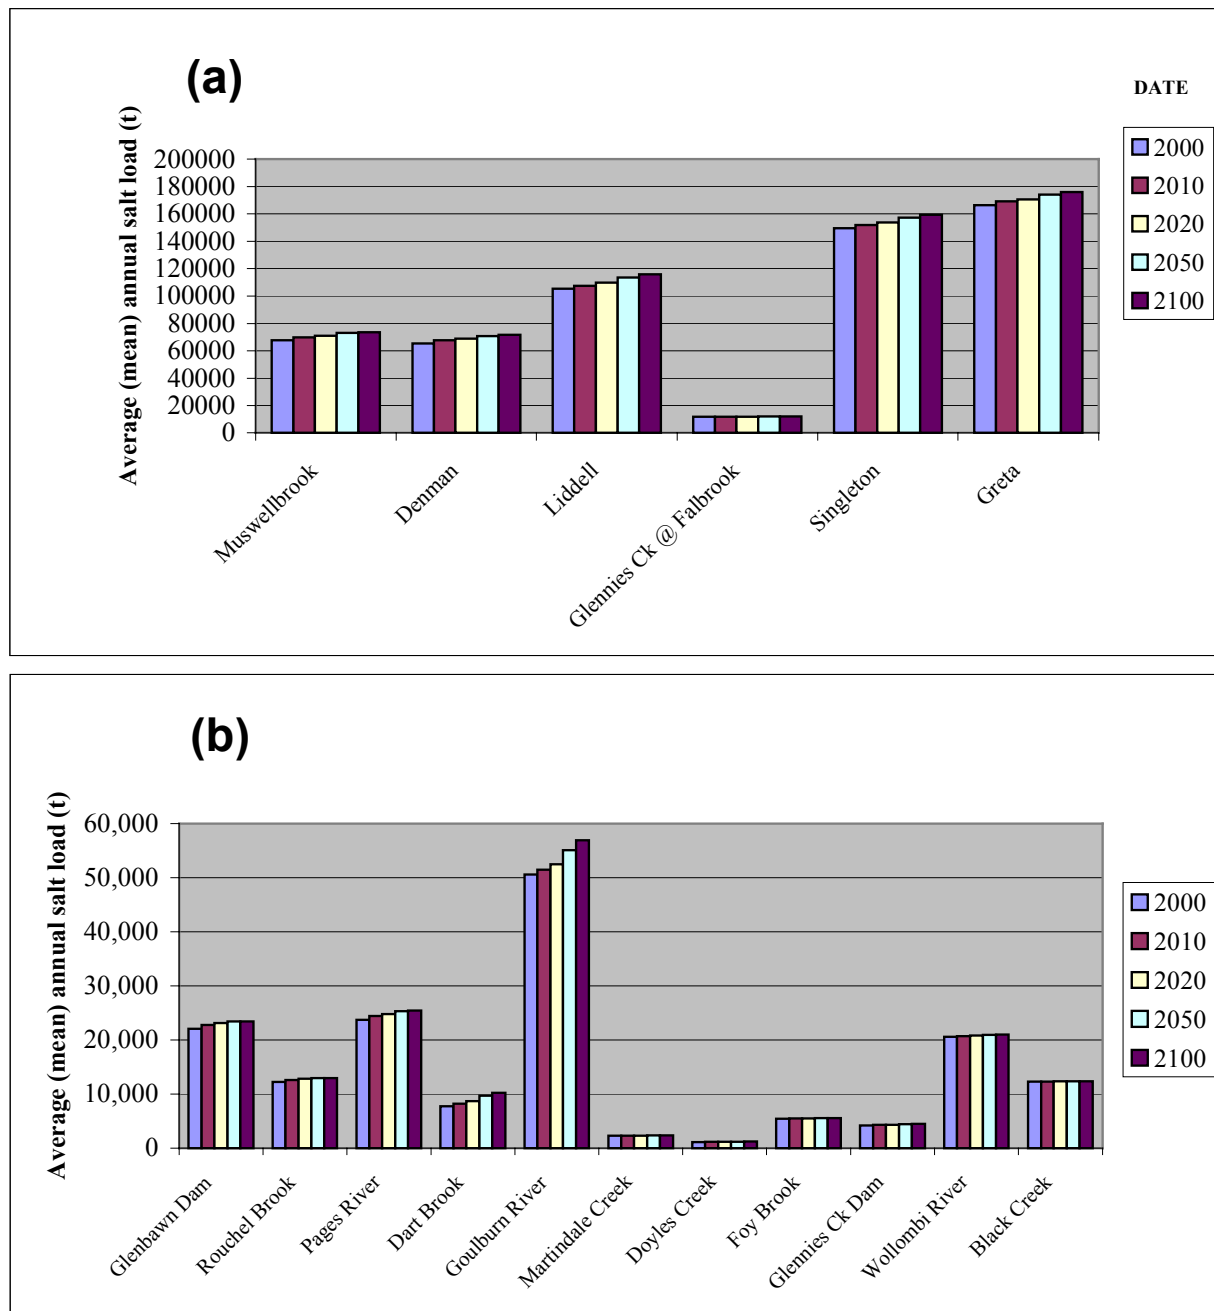 (a)
DATE
Average (mean) annual salt load (t)
200000
180000
160000
140000
120000
100000
80000
60000
40000
20000
0
2000
2010
2020
2050
2100
Muswellbrook
Denman
Liddell
Glennies Ck @ Falbrook
Singleton
Greta
(b)
Average (mean) annual salt load (t)
60,000
50,000
40,000
30,000
20,000
10,000
0
2000
2010
2020
2050
2100
Glenbawn Dam
Rouchel Brook
Pages River
Dart Brook
Goulburn River
Martindale Creek
Doyles Creek
Foy Brook
Glennies Ck Dam
Wollombi River
Black Creek